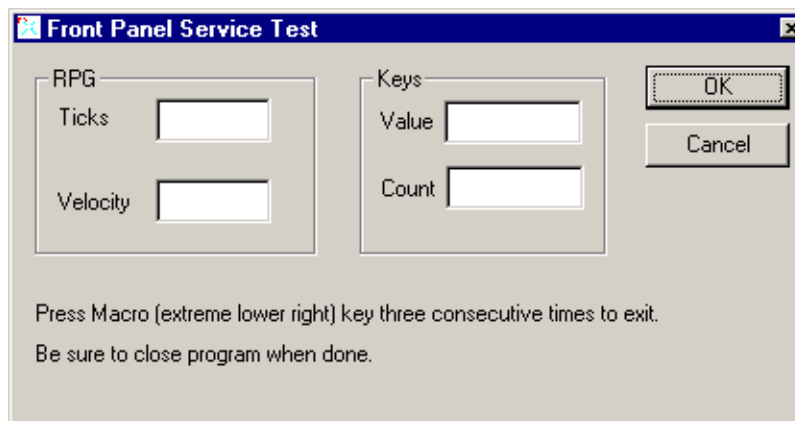 Front Panel Service Test
RPG
Ticks
Velocity
Keys
Value
Count
OK
Cancel
Press Macro (extreme lower right) key three consecutive times to exit.
Be sure to close program when done.